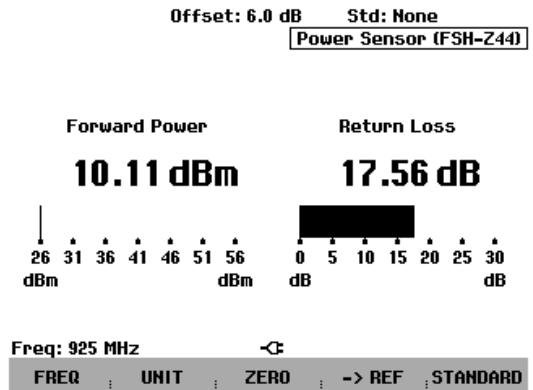 Offset: 6.0 dB Std: None
Power Sensor (FSH-Z44)
Forward Power Return Loss
10.11 dBm 17.56 dB
26 31 36 41 46 51 56 0 5 10 15 20 25 30
dBm dBm dB dB
Freq: 925 MHz
FREQ UNIT ZERO -> REF STANDARD